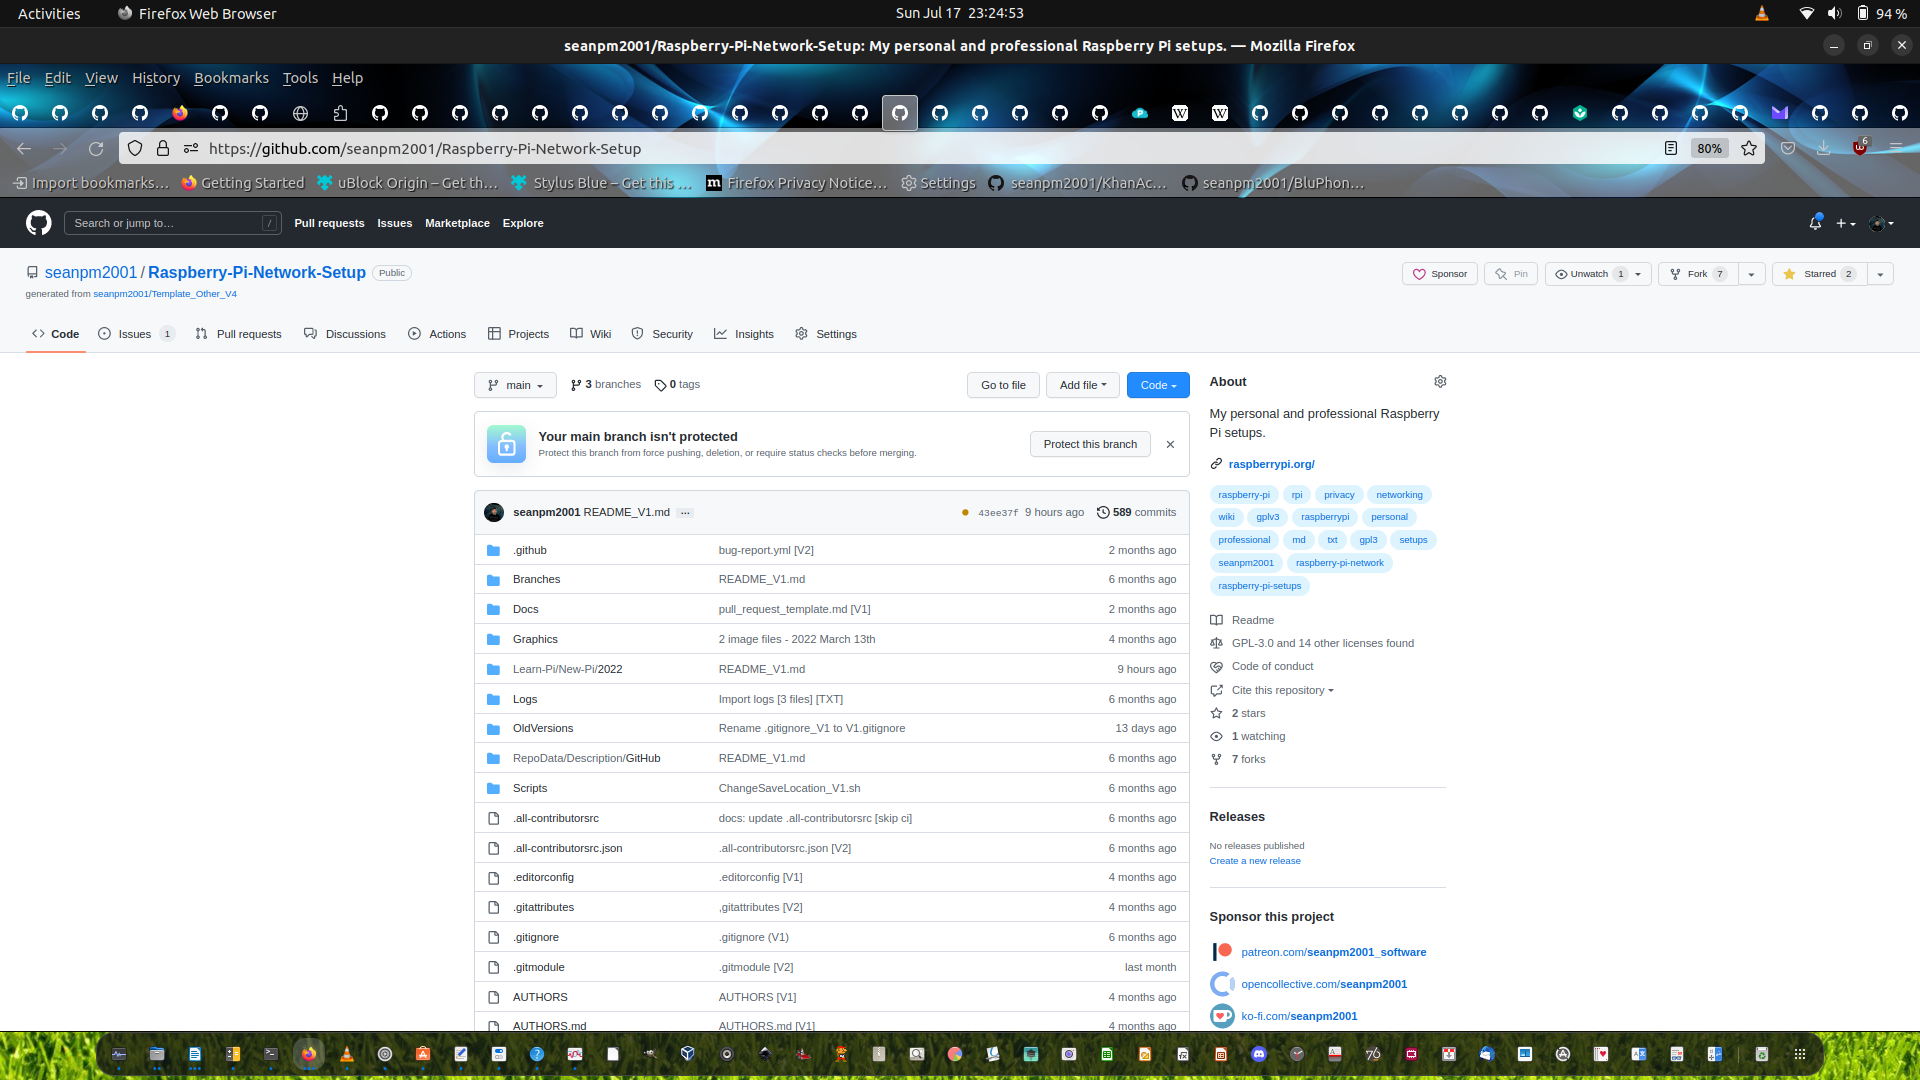 Activities Firefox Web Browser Sun Jul 17 23:24:53 94 %
seanpm2001/Raspberry-Pi-Network-Setup: My personal and professional Raspberry Pi setups. — Mozilla Firefox
File Edit View History Bookmarks Tools Help
https://github.com/seanpm2001/Raspberry-Pi-Network-Setup 80% 6
Import bookmarks… Getting Started uBlock Origin – Get th… Stylus Blue – Get this … Firefox Privacy Notice… Settings seanpm2001/KhanAc… seanpm2001/BluPhon…
Search or jump to… / Pull requests Issues Marketplace Explore
seanpm2001 / Raspberry-Pi-Network-Setup Public Sponsor Pin Unwatch 1 Fork 7 Starred 2
generated from seanpm2001/Template_Other_V4
Code Issues 1 Pull requests Discussions Actions Projects Wiki Security Insights Settings
main 3 branches 0 tags Go to file Add file Code
Your main branch isn't protected
Protect this branch from force pushing, deletion, or require status checks before merging.
Protect this branch
seanpm2001 README_V1.md ... 43ee37f 9 hours ago 589 commits
.github bug-report.yml [V2] 2 months ago
Branches README_V1.md 6 months ago
Docs pull_request_template.md [V1] 2 months ago
Graphics 2 image files - 2022 March 13th 4 months ago
Learn-Pi/New-Pi/2022 README_V1.md 9 hours ago
Logs Import logs [3 files] [TXT] 6 months ago
OldVersions Rename .gitignore_V1 to V1.gitignore 13 days ago
RepoData/Description/GitHub README_V1.md 6 months ago
Scripts ChangeSaveLocation_V1.sh 6 months ago
.all-contributorsrc docs: update .all-contributorsrc [skip ci] 6 months ago
.all-contributorsrc.json .all-contributorsrc.json [V2] 6 months ago
.editorconfig .editorconfig [V1] 4 months ago
.gitattributes ,gitattributes [V2] 4 months ago
.gitignore .gitignore (V1) 6 months ago
.gitmodule .gitmodule [V2] last month
AUTHORS AUTHORS [V1] 4 months ago
AUTHORS.md AUTHORS.md [V1] 4 months ago
About
My personal and professional Raspberry
Pi setups.
raspberrypi.org/
raspberry-pi rpi privacy networking
wiki gplv3 raspberrypi personal
professional md txt gpl3 setups
seanpm2001 raspberry-pi-network
raspberry-pi-setups
Readme
GPL-3.0 and 14 other licenses found
Code of conduct
Cite this repository
2 stars
1 watching
7 forks
Releases
No releases published
Create a new release
Sponsor this project
patreon.com/seanpm2001_software
opencollective.com/seanpm2001
ko-fi.com/seanpm2001